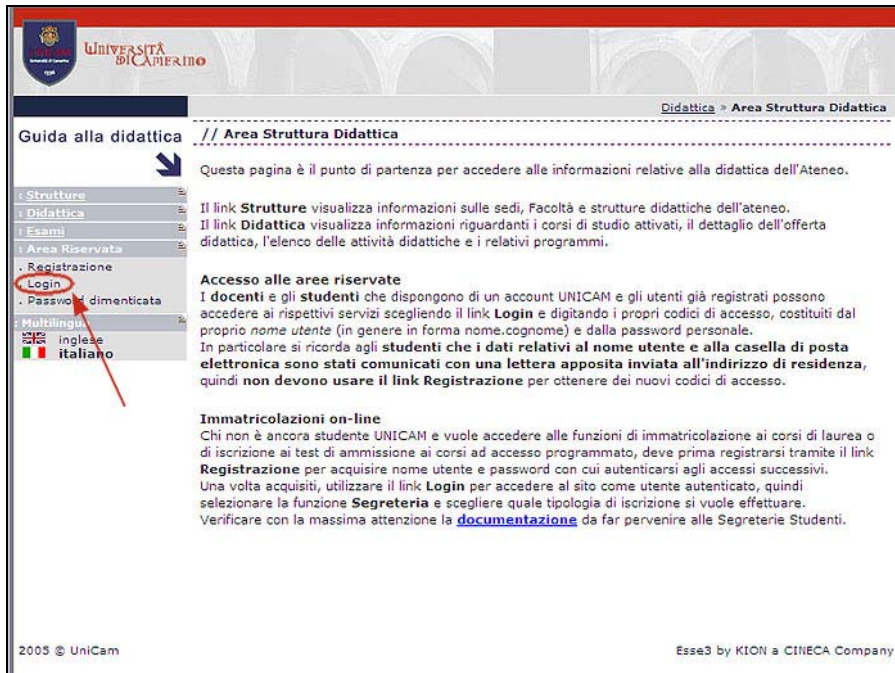 UNIVERSITÀ
DI CAMERINO
Didattica » Area Struttura Didattica
Guida alla didattica
: Strutture
: Didattica
: Esami
: Area Riservata
. Registrazione
. Login
. Password dimenticata
: Multilingua
inglese
italiano
// Area Struttura Didattica
Questa pagina è il punto di partenza per accedere alle informazioni relative alla didattica dell'Ateneo.
Il link Strutture visualizza informazioni sulle sedi, Facoltà e strutture didattiche dell'ateneo.
Il link Didattica visualizza informazioni riguardanti i corsi di studio attivati, il dettaglio dell'offerta
didattica, l'elenco delle attività didattiche e i relativi programmi.
Accesso alle aree riservate
I docenti e gli studenti che dispongono di un account UNICAM e gli utenti già registrati possono
accedere ai rispettivi servizi scegliendo il link Login e digitando i propri codici di accesso, costituiti dal
proprio nome utente (in genere in forma nome.cognome) e dalla password personale.
In particolare si ricorda agli studenti che i dati relativi al nome utente e alla casella di posta
elettronica sono stati comunicati con una lettera apposita inviata all'indirizzo di residenza,
quindi non devono usare il link Registrazione per ottenere dei nuovi codici di accesso.
Immatricolazioni on-line
Chi non è ancora studente UNICAM e vuole accedere alle funzioni di immatricolazione ai corsi di laurea o
di iscrizione ai test di ammissione ai corsi ad accesso programmato, deve prima registrarsi tramite il link
Registrazione per acquisire nome utente e password con cui autenticarsi agli accessi successivi.
Una volta acquisiti, utilizzare il link Login per accedere al sito come utente autenticato, quindi
selezionare la funzione Segreteria e scegliere quale tipologia di iscrizione si vuole effettuare.
Verificare con la massima attenzione la documentazione da far pervenire alle Segreterie Studenti.
2005 © UniCam
Esse3 by KION a CINECA Company